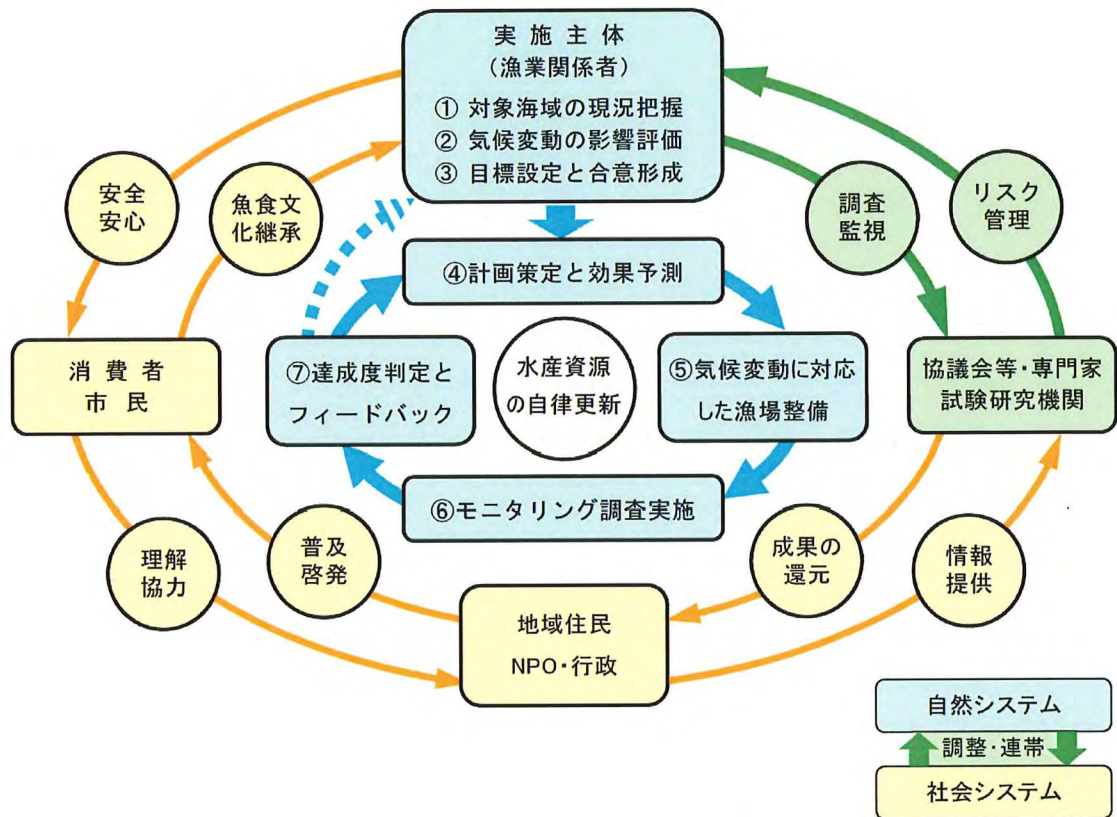 実施主体
(漁業関係者)
① 対象海域の現況把握
② 気候変動の影響評価
③ 目標設定と合意形成
安全
安心
魚食文
化継承
調査
監視
リスク
管理
④計画策定と効果予測
消費者
市民
⑦達成度判定と
フィードバック
水産資源
の自律更新
⑤気候変動に対応
した漁場整備
協議会等・専門家
試験研究機関
⑥モニタリング調査実施
理解
協力
普及
啓発
成果の
還元
情報
提供
地域住民
NPO・行政
自然システム
調整・連帯
社会システム